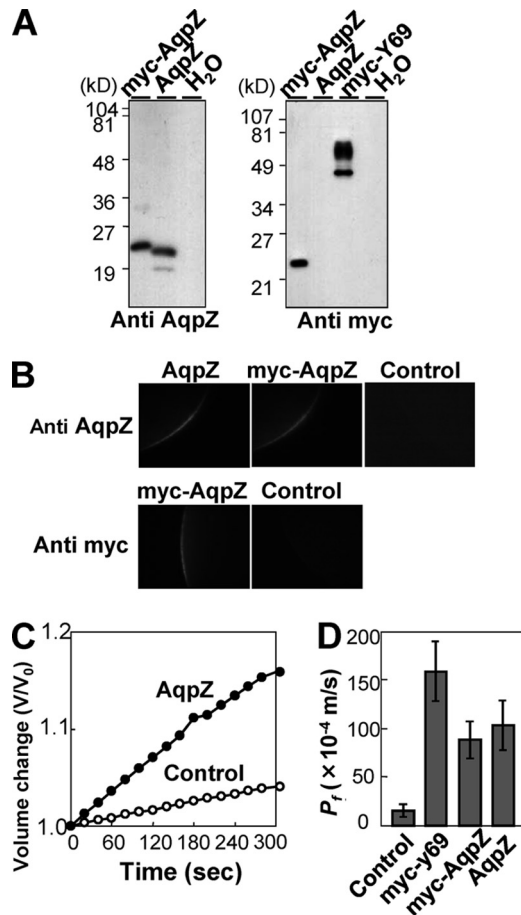 A
myc-AqpZ
AqpZ
H2O
(kD)
104
81
48
36
27
19
Anti AqpZ
myc-AqpZ
AqpZ
myc-Y69
H2O
(kD)
107
81
49
34
27
21
Anti myc
B
AqpZ myc-AqpZ Control
Anti AqpZ
myc-AqpZ Control
Anti myc
C
Volume change (V/V0)
1.2
1.1
1.0
AqpZ
Control
0 60 120 180 240 300
Time (sec)
D
Pf (× 10-4 m/s)
200
150
100
50
0
Control
myc-y69
myc-AqpZ
AqpZ